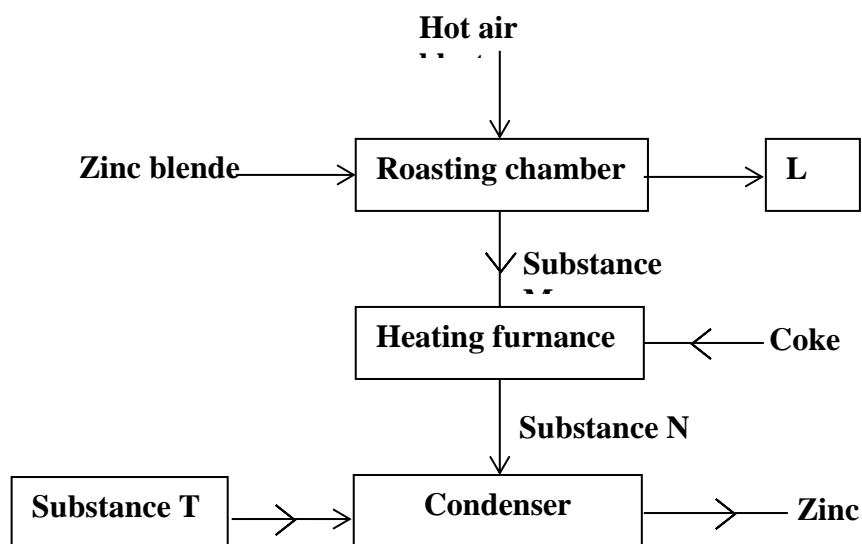 Hot air
Zinc blende
Roasting chamber
L
Substance
Heating furnance
Coke
Substance N
Substance T
Condenser
Zinc